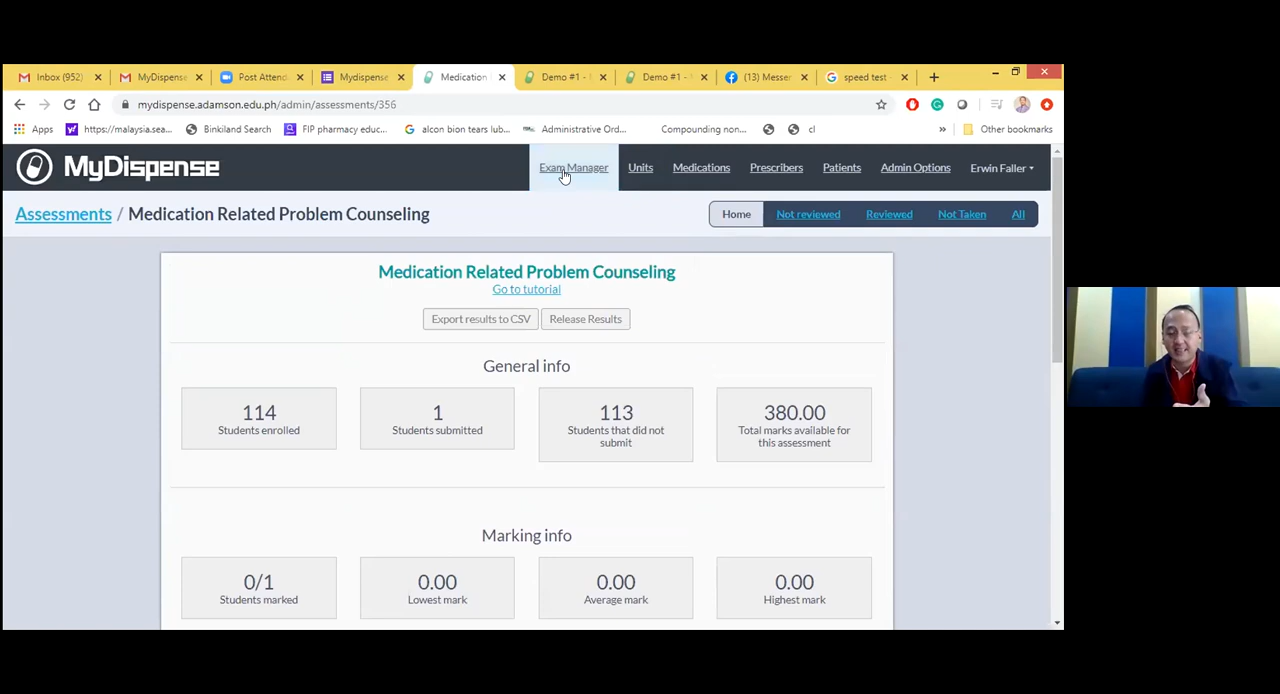 Inbox (952)
MyDispense
Post Attend
Mydispense
Medication
Demo #1 -
Demo #1 -
(13) Messer
speed test -
mydispense.adamson.edu.ph/admin/assessments/356
Apps
https://malaysia.sea...
Binkiland Search
FIP pharmacy educ...
alcon bion tears lub...
Administrative Ord...
Compounding non...
cl
»
Other bookmarks
MyDispense
Exam Manager
Units
Medications
Prescribers
Patients
Admin Options
Erwin Faller
Assessments / Medication Related Problem Counseling
Home
Not reviewed
Reviewed
Not Taken
All
Medication Related Problem Counseling
Go to tutorial
Export results to CSV
Release Results
General info
114
Students enrolled
1
Students submitted
113
Students that did not
submit
380.00
Total marks available for
this assessment
Marking info
0/1
Students marked
0.00
Lowest mark
0.00
Average mark
0.00
Highest mark